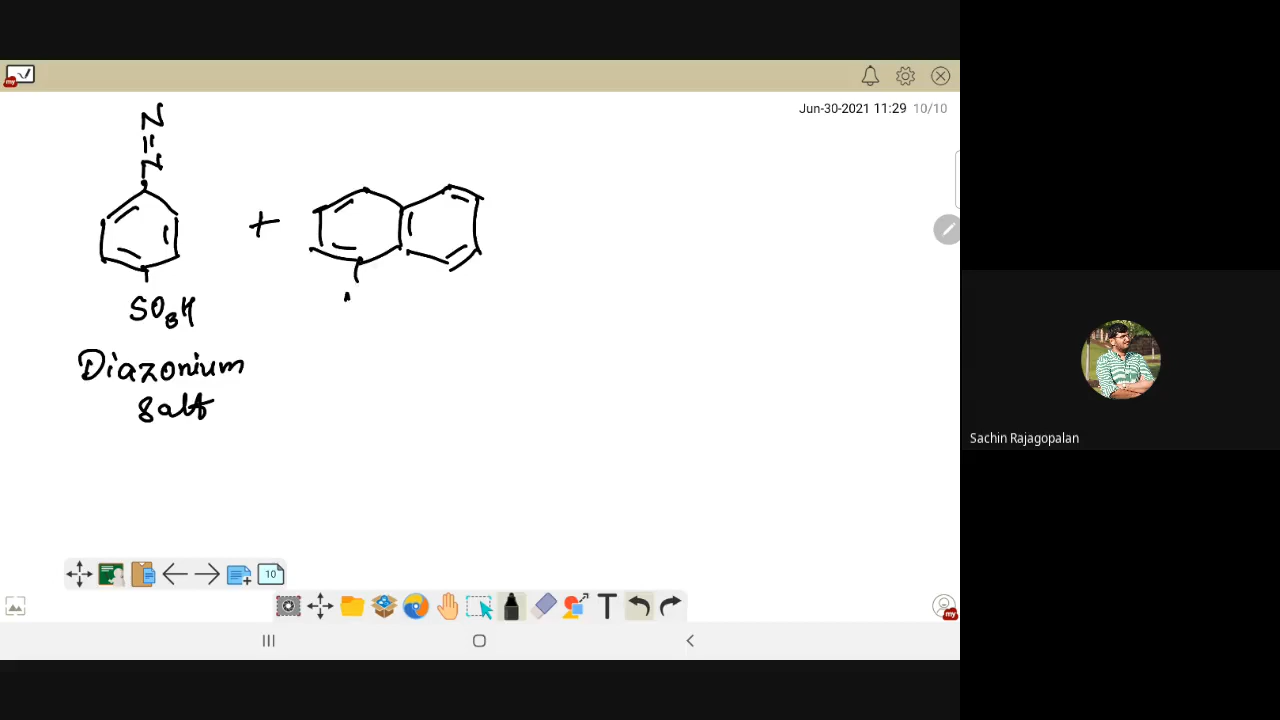 Jun-30-2021 11:29 10/10
N
=
N
+
SO3H
Diazonium
salt
Sachin Rajagopalan
10